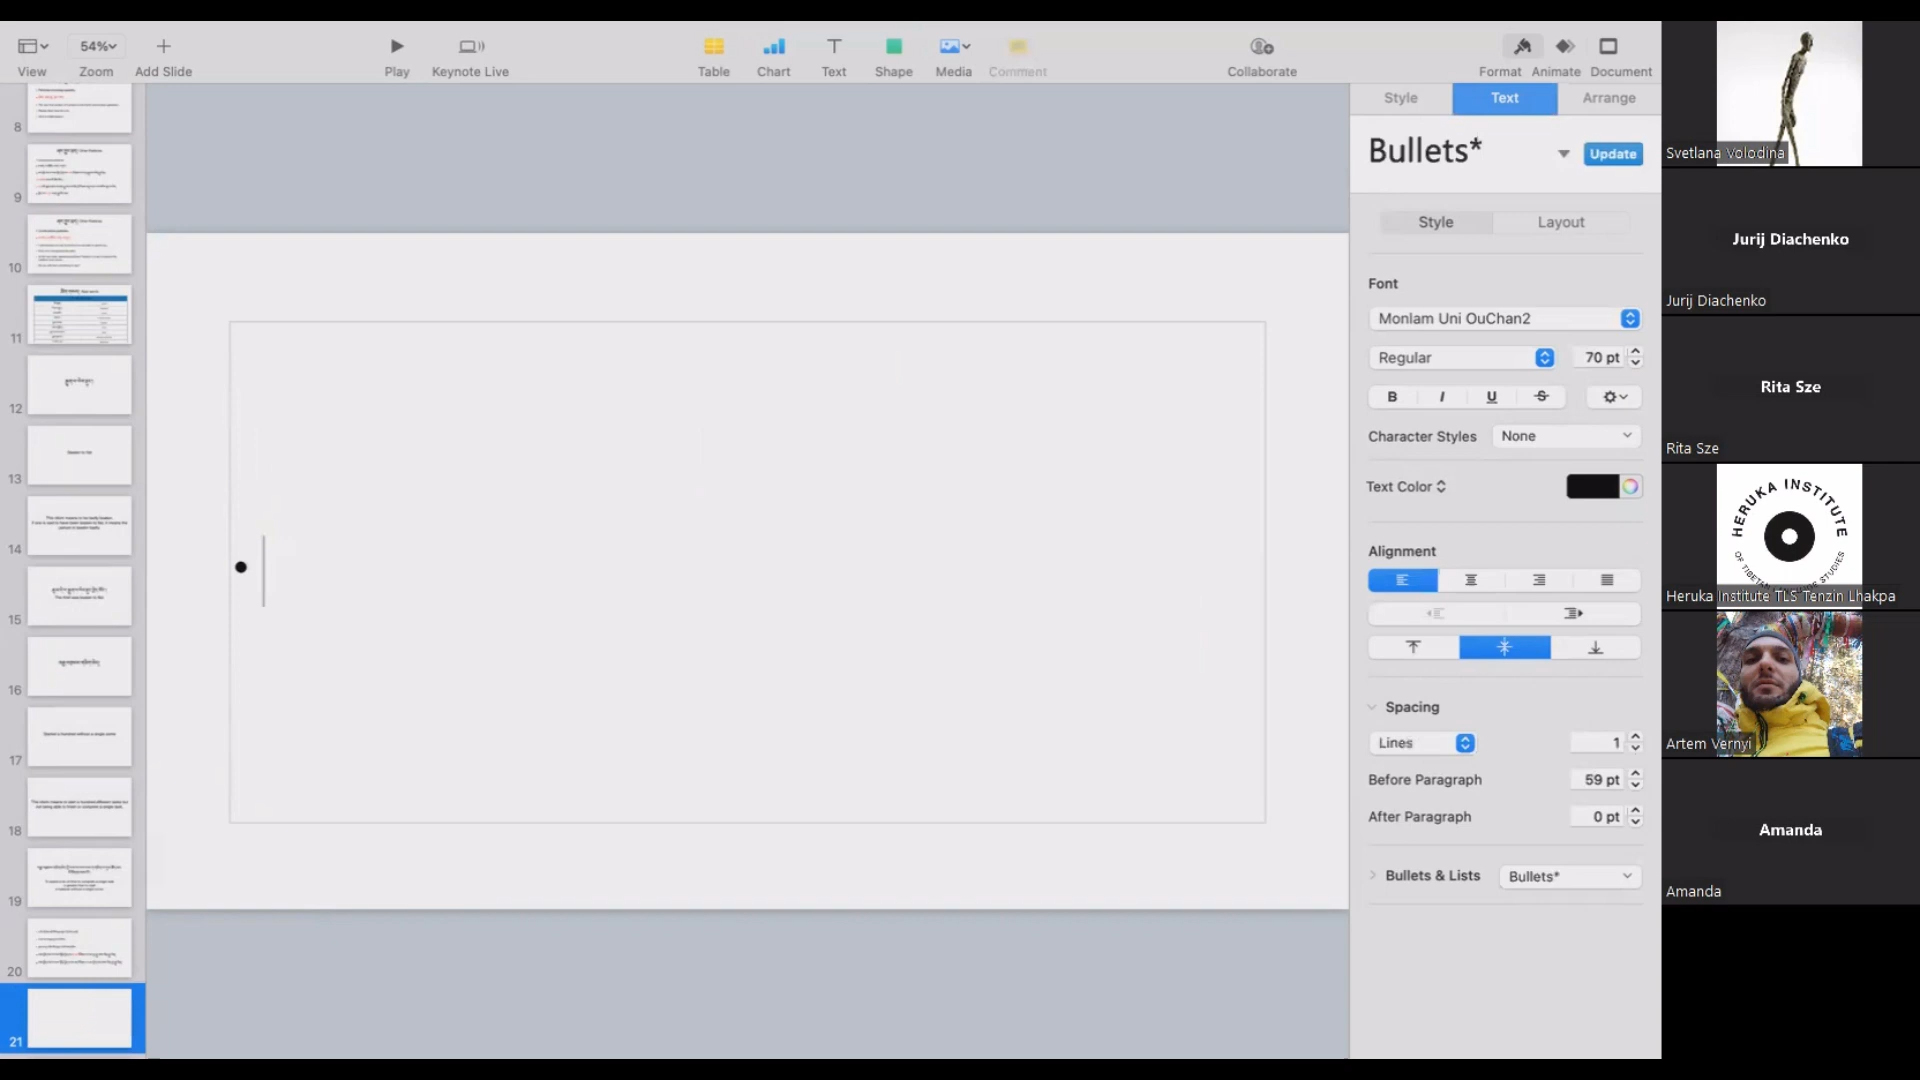 View
54%
Zoom
Add Slide
Play
Keynote Live
Table
Chart
Text
Shape
Media
Comment
Collaborate
Format
Animate
Document
Style
Text
Arrange
Bullets*
Update
Style
Layout
Font
Monlam Uni OuChan2
Regular
70 pt
B I U S
Character Styles
None
Text Color
Alignment
Spacing
Lines
1
Before Paragraph
59 pt
After Paragraph
0 pt
Bullets & Lists
Bullets*
8
9
10
11
12
13
14
15
16
17
18
19
20
21
Svetlana Volodina
Jurij Diachenko
Jurij Diachenko
Rita Sze
Rita Sze
HERUKA INSTITUTE
Heruka Institute TLS Tenzin Lhakpa
Artem Vernyi
Amanda
Amanda